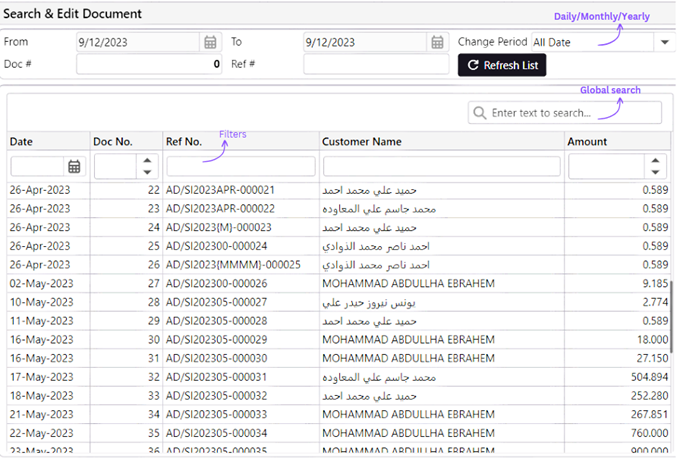 Search & Edit Document
Daily/Monthly/Yearly
From 9/12/2023 To 9/12/2023 Change Period All Date
Doc # 0 Ref # Refresh List
Global search
Enter text to search...
Date Doc No. Ref No. Customer Name Amount
Filters
26-Apr-2023 22 AD/SI2023APR-000021 حميد علي محمد احمد 0.589
26-Apr-2023 23 AD/SI2023APR-000022 محمد جاسم علي المعاوده 0.589
26-Apr-2023 24 AD/SI2023{M}-000023 حميد علي محمد احمد 0.589
26-Apr-2023 25 AD/SI202300-000024 احمد ناصر محمد الذوادي 0.589
26-Apr-2023 26 AD/SI2023{MMMM}-000025 احمد ناصر محمد الذوادي 0.589
02-May-2023 27 AD/SI202300-000026 MOHAMMAD ABDULLHA EBRAHEM 9.185
10-May-2023 28 AD/SI202305-000027 يونس نيروز حيدر علي 2.774
11-May-2023 29 AD/SI202305-000028 حميد علي محمد احمد 0.589
16-May-2023 30 AD/SI202305-000029 MOHAMMAD ABDULLHA EBRAHEM 18.000
16-May-2023 31 AD/SI202305-000030 MOHAMMAD ABDULLHA EBRAHEM 27.150
17-May-2023 32 AD/SI202305-000031 محمد جاسم علي المعاوده 504.894
18-May-2023 33 AD/SI202305-000032 حميد علي محمد احمد 252.280
21-May-2023 34 AD/SI202305-000033 MOHAMMAD ABDULLHA EBRAHEM 267.851
22-May-2023 35 AD/SI202305-000034 MOHAMMAD ABDULLHA EBRAHEM 760.000
23-May-2023 36 AD/SI202305-000035 MOHAMMAD ABDULLHA EBRAHEM 900.000